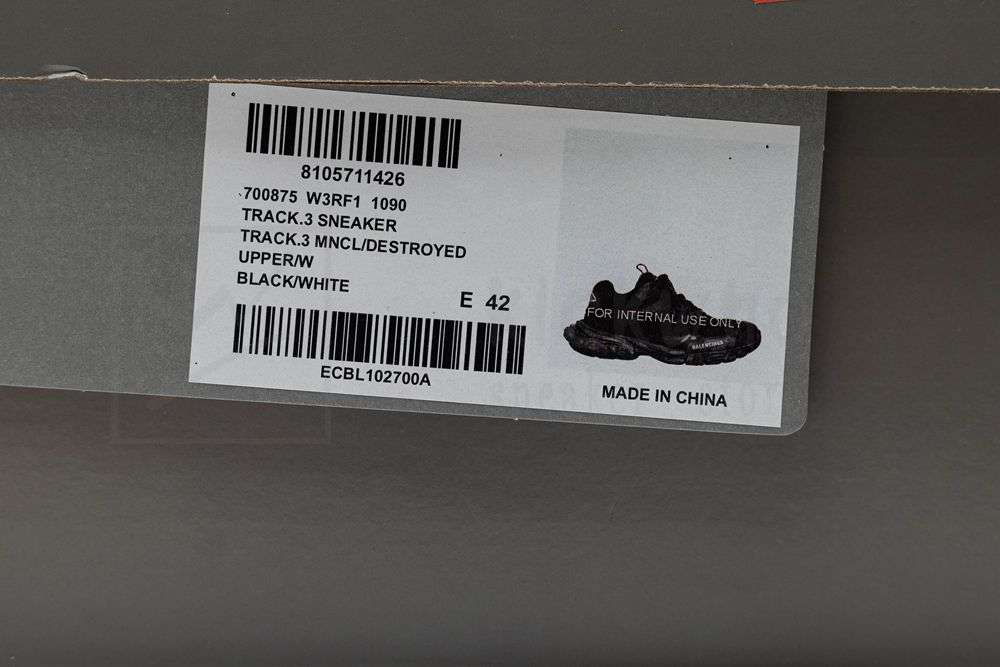 8105711426
700875 W3RF1 1090
TRACK.3 SNEAKER
TRACK.3 MNCL/DESTROYED
UPPER/W
BLACK/WHITE
E 42
ECBL102700A
FOR INTERNAL USE ONLY
BALENCIAGA
MADE IN CHINA